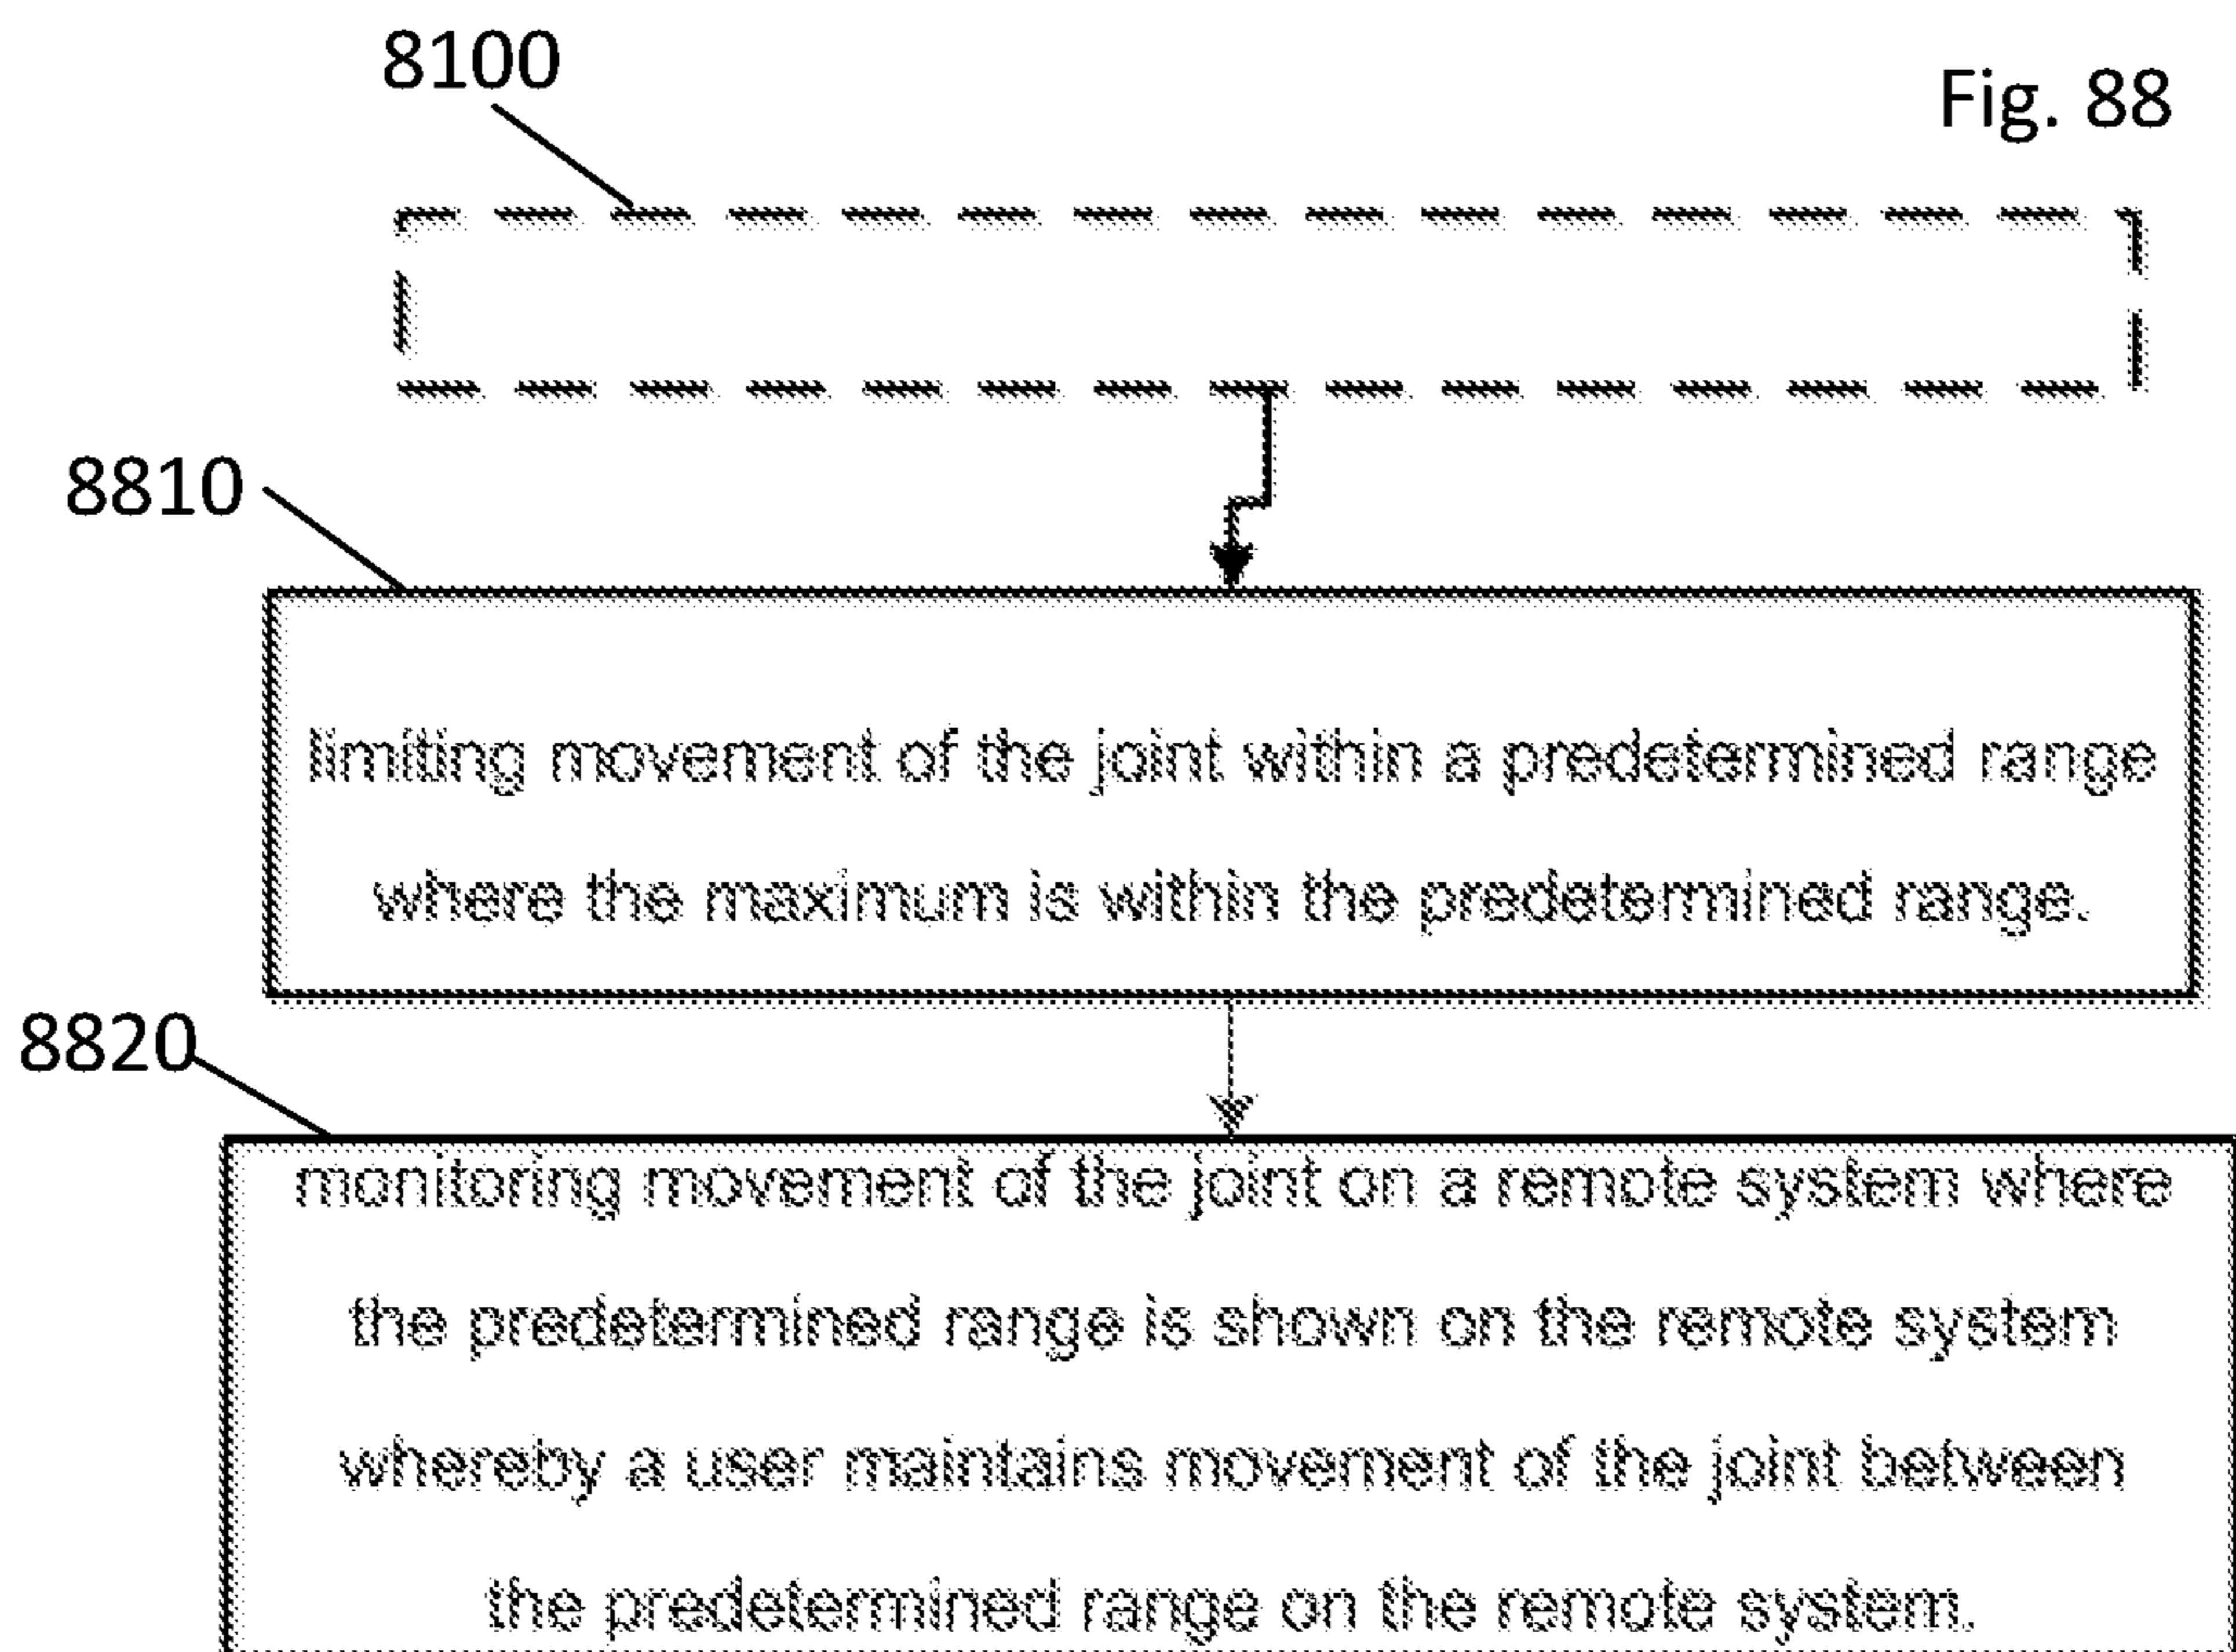 8100
Fig. 88
8810
limiting movement of the joint within a predetermined range
where the maximum is within the predetermined range.
8820
monitoring movement of the joint on a remote system where
the predetermined range is shown on the remote system
whereby a user maintains movement of the joint between
the predetermined range on the remote system.